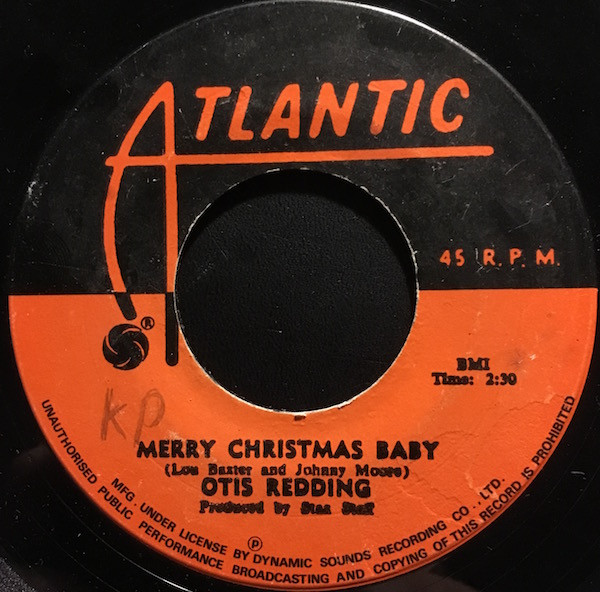 ATLANTIC
45 R.P.M.
®
BMI
Time: 2:30
KP
MERRY CHRISTMAS BABY
(Lou Baxter and Johnny Moore)
OTIS REDDING
Produced by Stax Staff
℗
MFG. UNDER LICENSE BY DYNAMIC SOUNDS RECORDING CO.. LTD.
UNAUTHORISED PUBLIC PERFORMANCE BROADCASTING AND COPYING OF THIS RECORD IS PROHIBITED